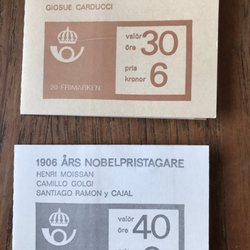 GIOSUE CARDUCCI
valör
öre 30
pris
kronor 6
20 FRIMÄRKEN
1906 ÅRS NOBELPRISTAGARE
HENRI MOISSAN
CAMILLO GOLGI
SANTIAGO RAMON y CAJAL
valör
öre 40